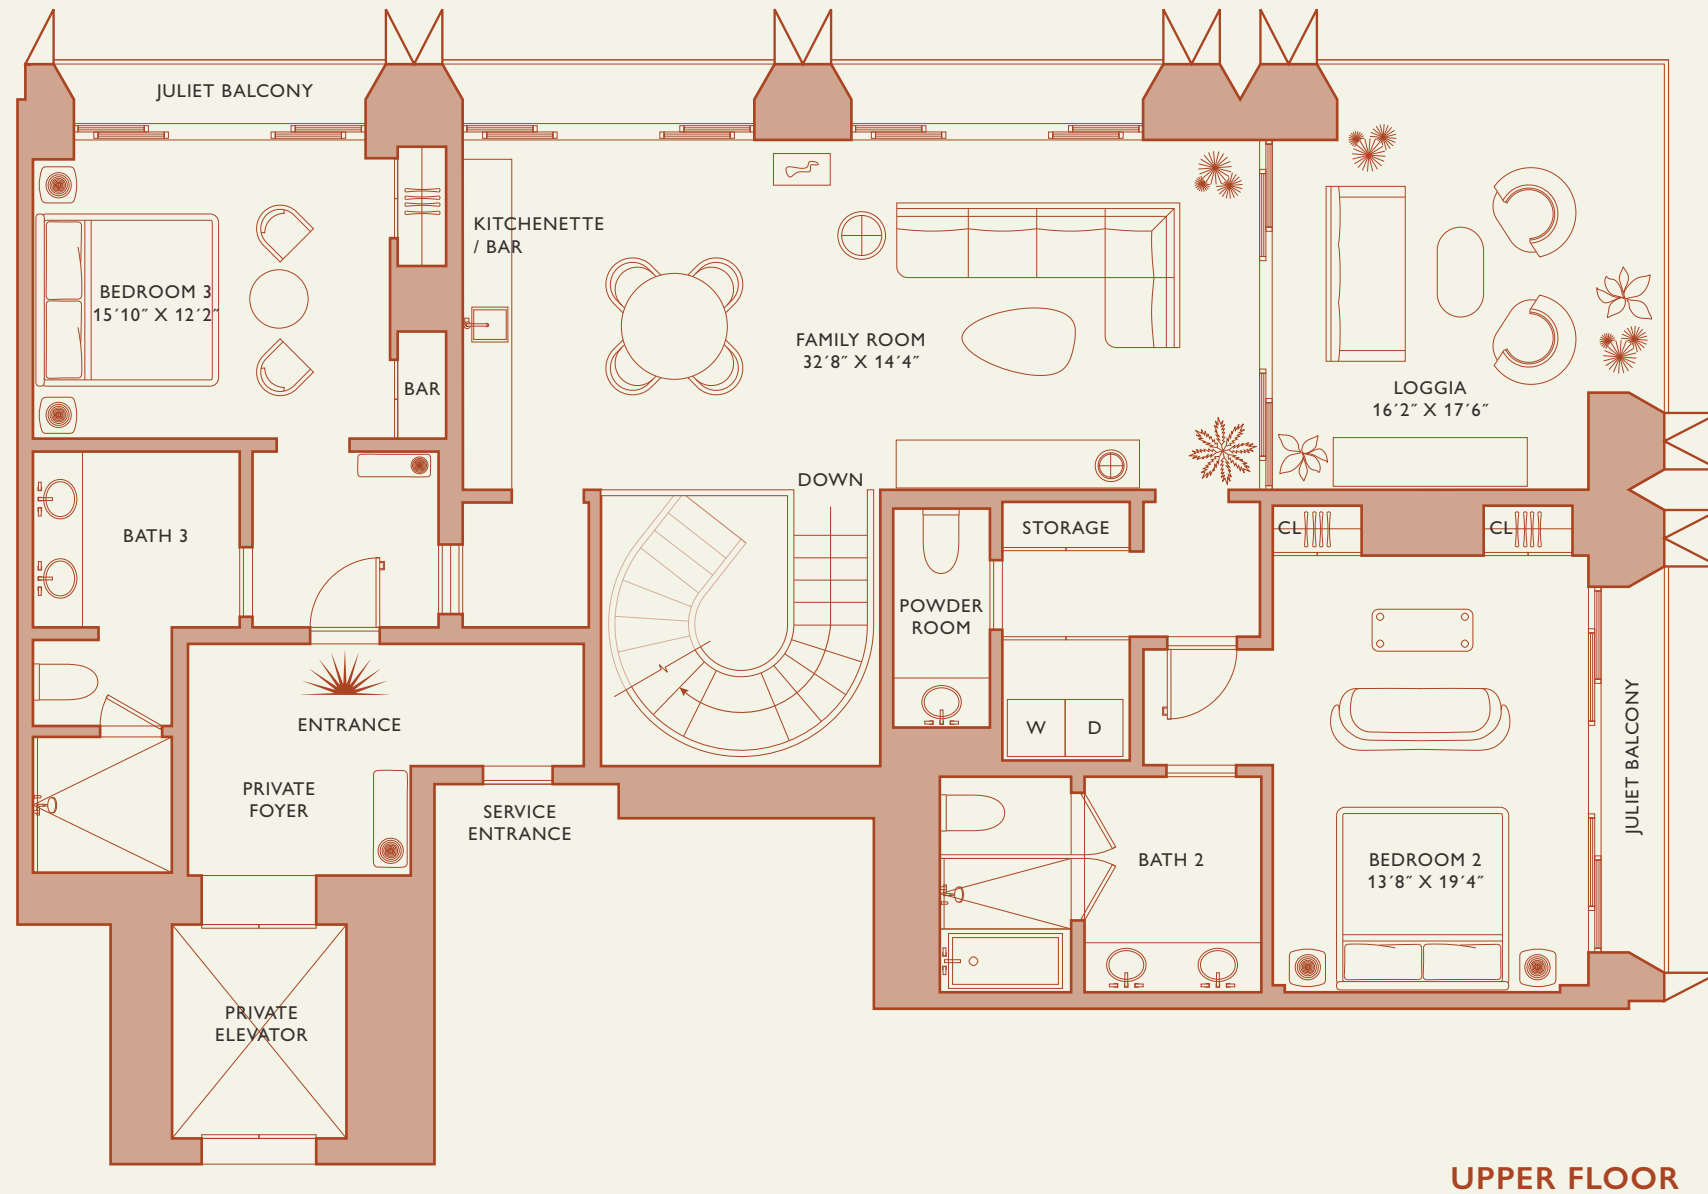 JULIET BALCONY
KITCHENETTE
/ BAR
BEDROOM 3
15′10″ X 12′2″
FAMILY ROOM
32′8″ X 14′4″
BAR
LOGGIA
16′2″ X 17′6″
DOWN
BATH 3
STORAGE
CL
CL
POWDER
ROOM
ENTRANCE
W
D
JULIET BALCONY
PRIVATE
FOYER
SERVICE
ENTRANCE
BATH 2
BEDROOM 2
13′8″ X 19′4″
PRIVATE
ELEVATOR
UPPER FLOOR